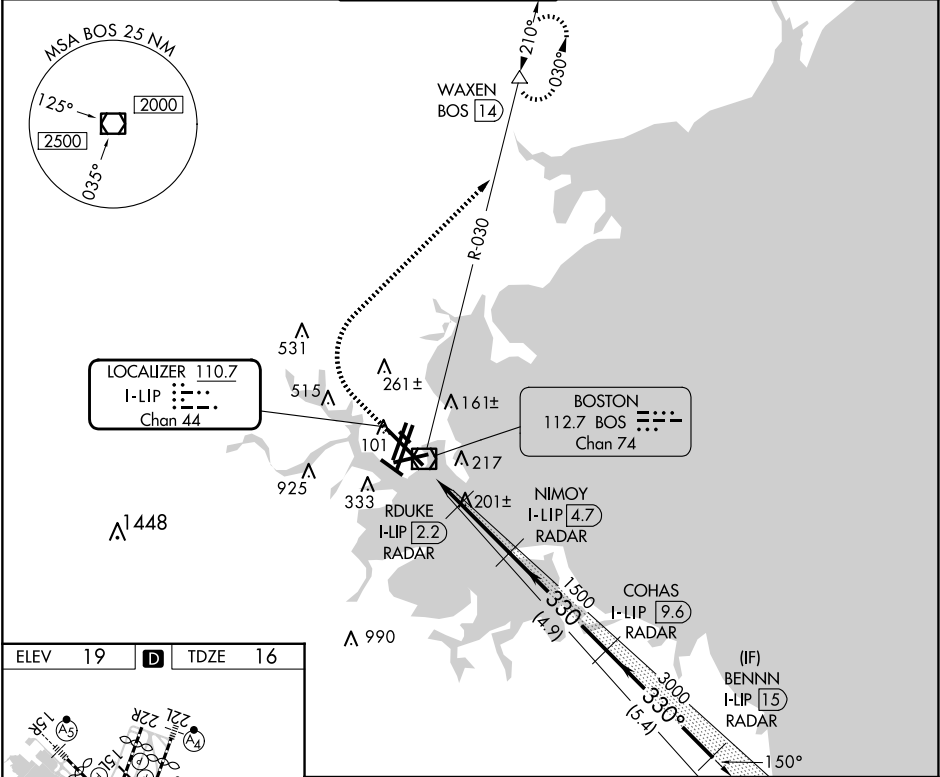 MSA BOS 25 NM
125°
2000
2500
035°
210°
030°
WAXEN
BOS 14
R-030
531
515
261±
161±
LOCALIZER 110.7
I-LIP
Chan 44
BOSTON
112.7 BOS
Chan 74
101
217
925
333
201±
1448
RDUKE
I-LIP 2.2
RADAR
NIMOY
I-LIP 4.7
RADAR
1500
330
(4.9)
COHAS
I-LIP 9.6
RADAR
990
3000
330°
(5.4)
(IF)
BENNN
I-LIP 15
RADAR
150°
ELEV 19 D TDZE 16
15R
A5
22R
22L
A4
15L
P